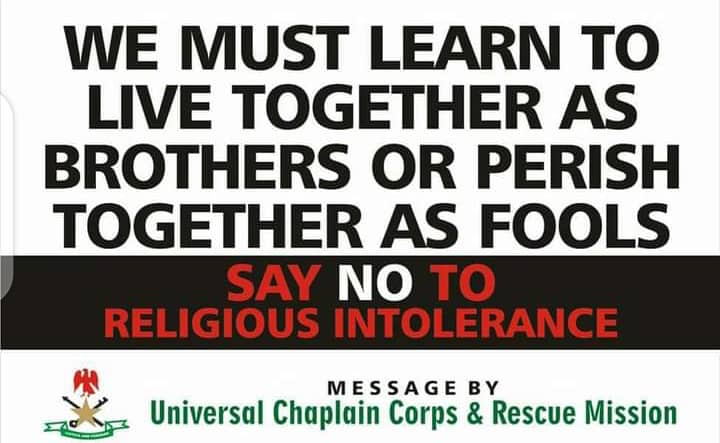 WE MUST LEARN TO
LIVE TOGETHER AS
BROTHERS OR PERISH
TOGETHER AS FOOLS
SAY NO TO
RELIGIOUS INTOLERANCE
MESSAGE BY
Universal Chaplain Corps & Rescue Mission